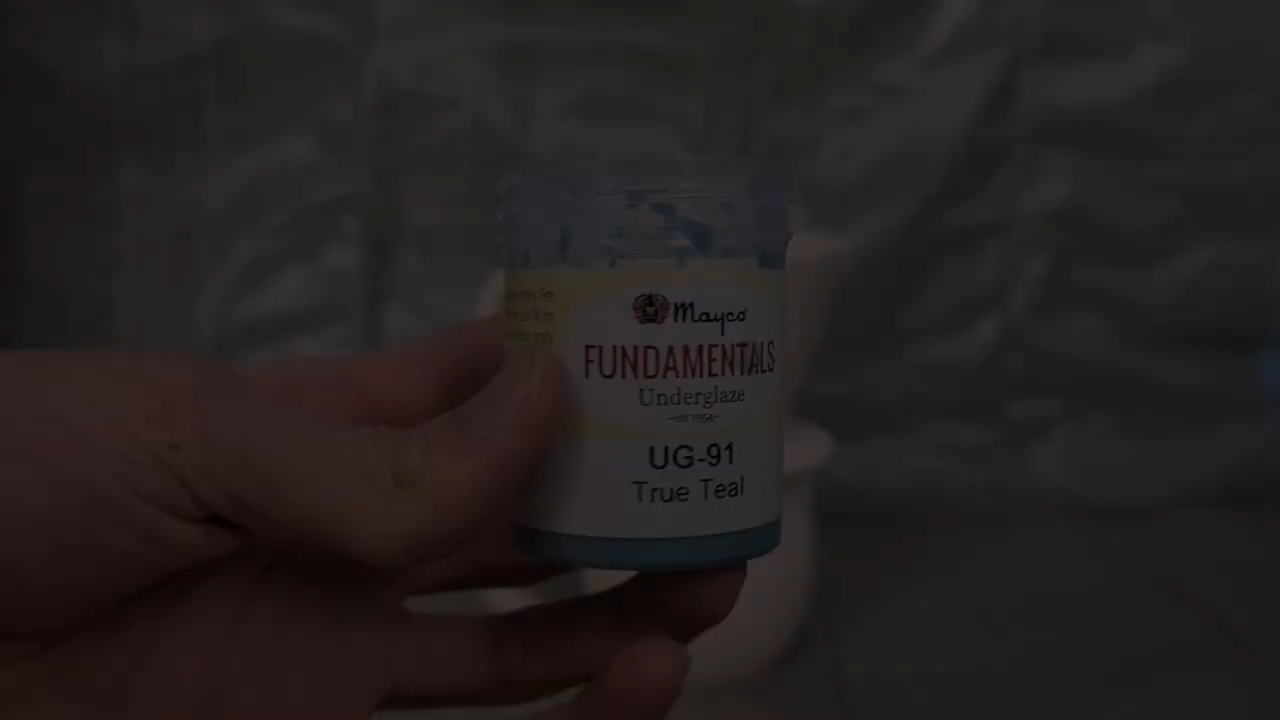 Mayco
FUNDAMENTALS
Underglaze
UG-91
True Teal